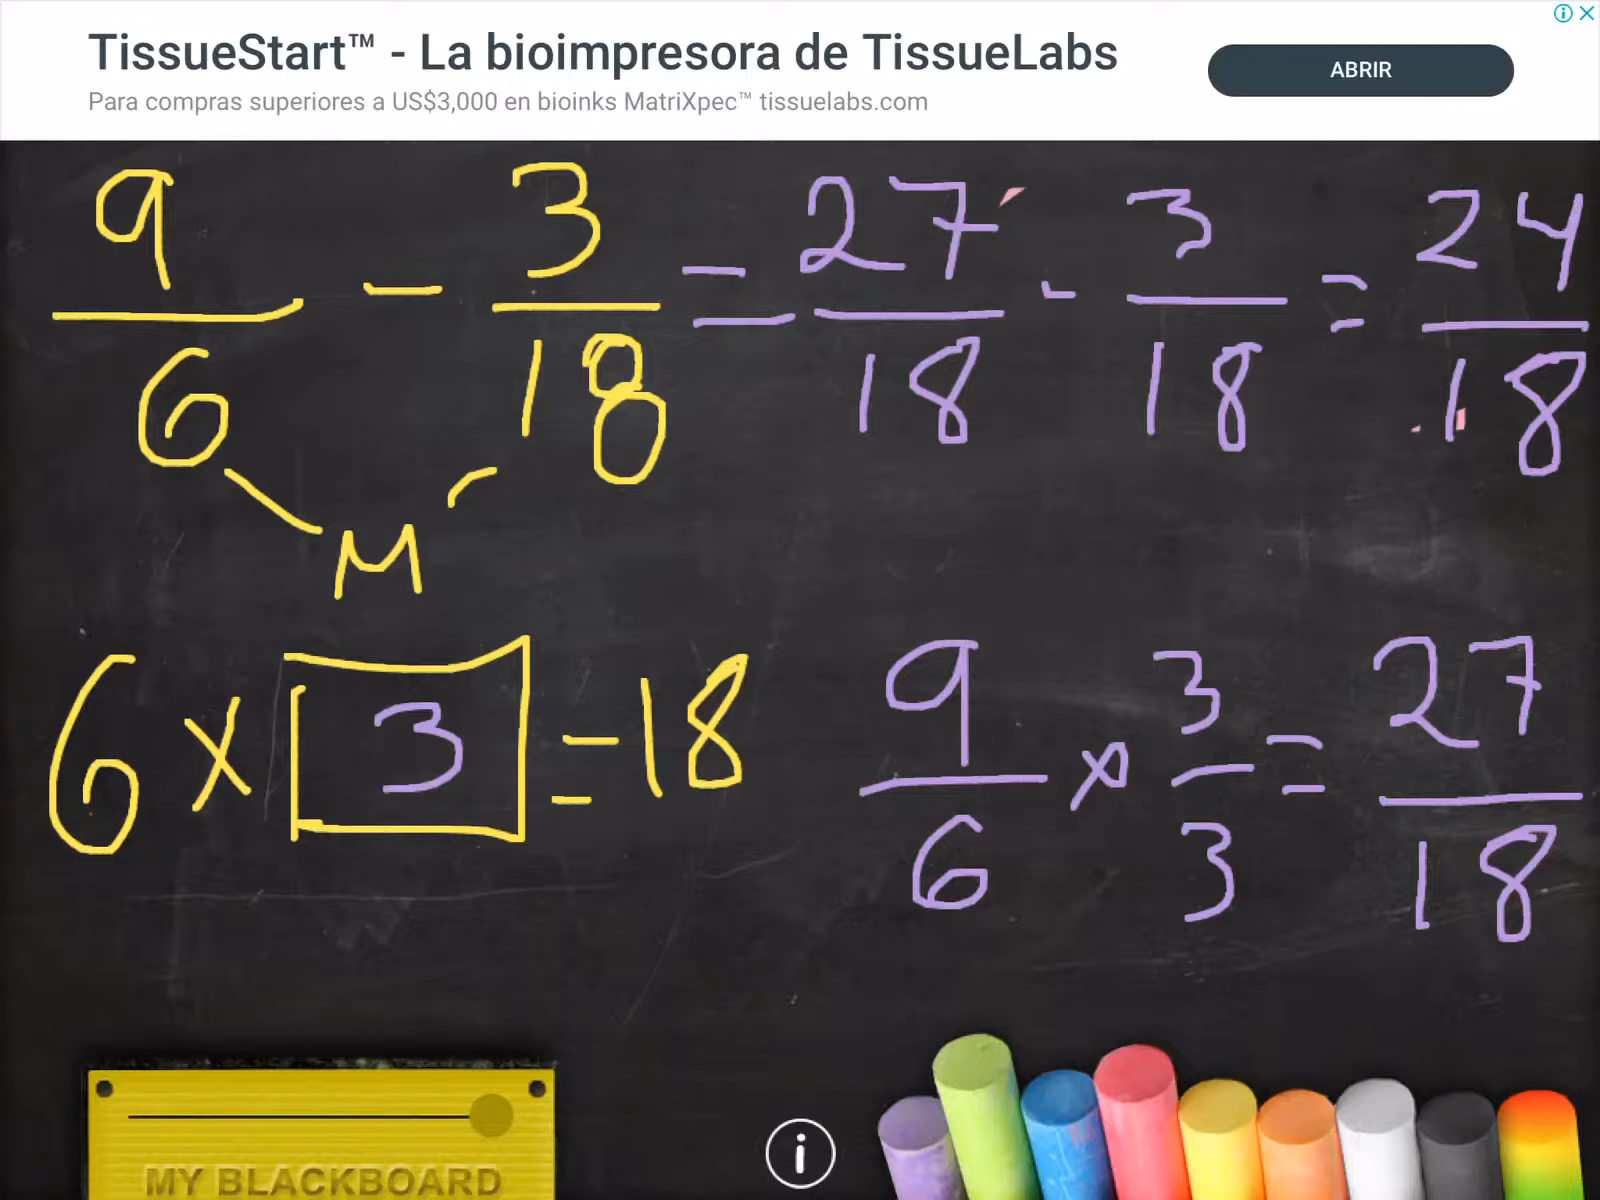 TissueStart™ - La bioimpresora de TissueLabs
Para compras superiores a US$3,000 en bioinks MatriXpec™ tissuelabs.com
ABRIR
9/6 - 3/18 = 27/18 - 3/18 = 24/18
M
6 x 3 = 18
9/6 x 3/3 = 27/18
MY BLACKBOARD